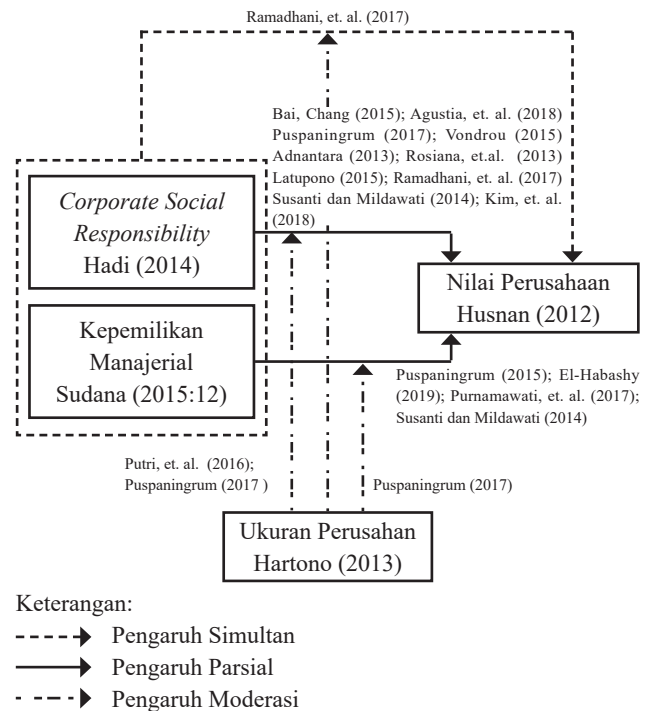 Ramadhani, et. al. (2017)
Bai, Chang (2015); Agustia, et. al. (2018)
Puspaningrum (2017); Vondrou (2015)
Adnantara (2013); Rosiana, et.al. (2013)
Latupono (2015); Ramadhani, et. al. (2017)
Susanti dan Mildawati (2014); Kim, et. al.
(2018)
Corporate Social
Responsibility
Hadi (2014)
Nilai Perusahaan
Husnan (2012)
Kepemilikan
Manajerial
Sudana (2015:12)
Puspaningrum (2015); El-Habashy
(2019); Purnamawati, et. al. (2017);
Susanti dan Mildawati (2014)
Putri, et. al. (2016);
Puspaningrum (2017 )
Puspaningrum (2017)
Ukuran Perusahan
Hartono (2013)
Keterangan:
Pengaruh Simultan
Pengaruh Parsial
Pengaruh Moderasi